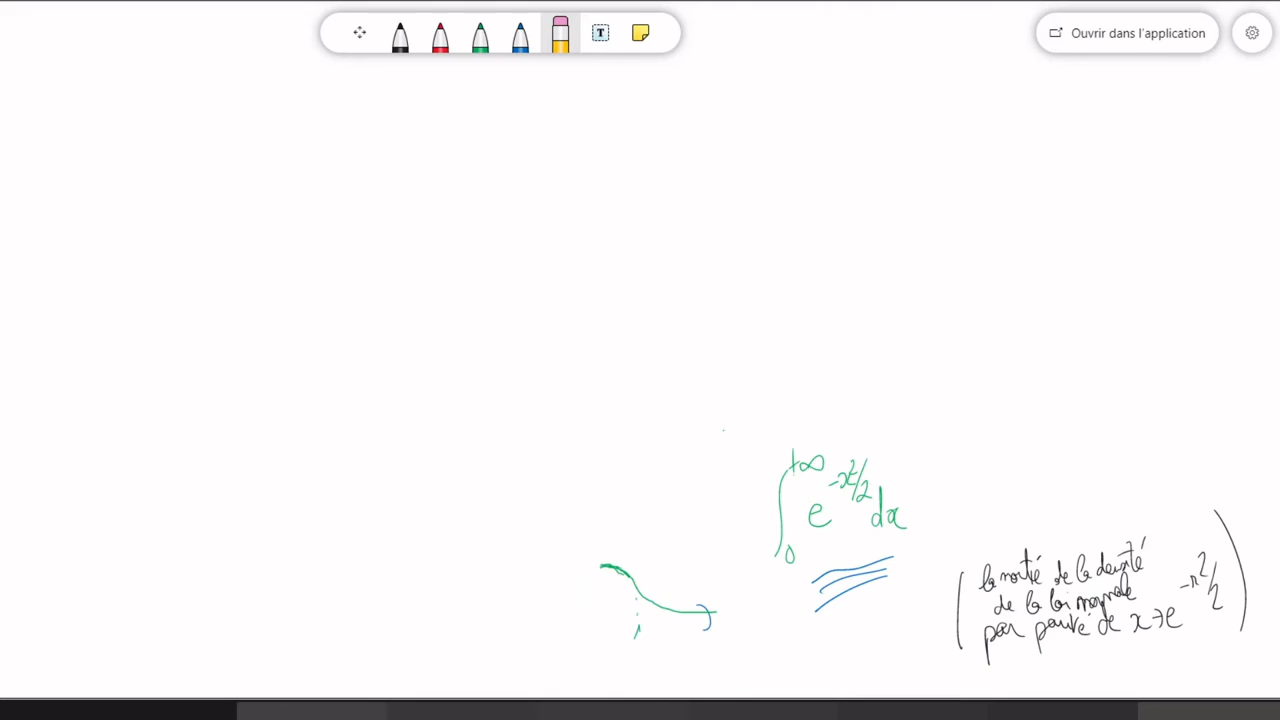 T
Ouvrir dans l'application
∫₀^{+∞} e^{-x²/2} dx
1
(la moitié de la densité
de la loi normale
par parité de x → e^{-x²/2})